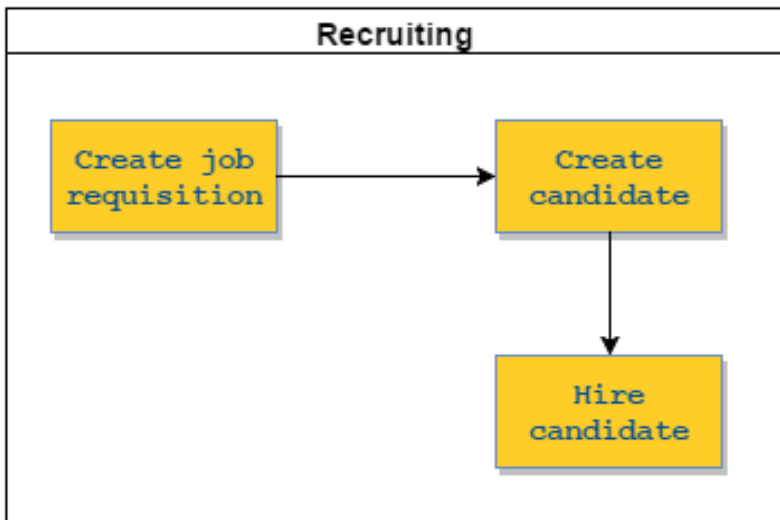 Recruiting
Create job
requisition
Create
candidate
Hire
candidate